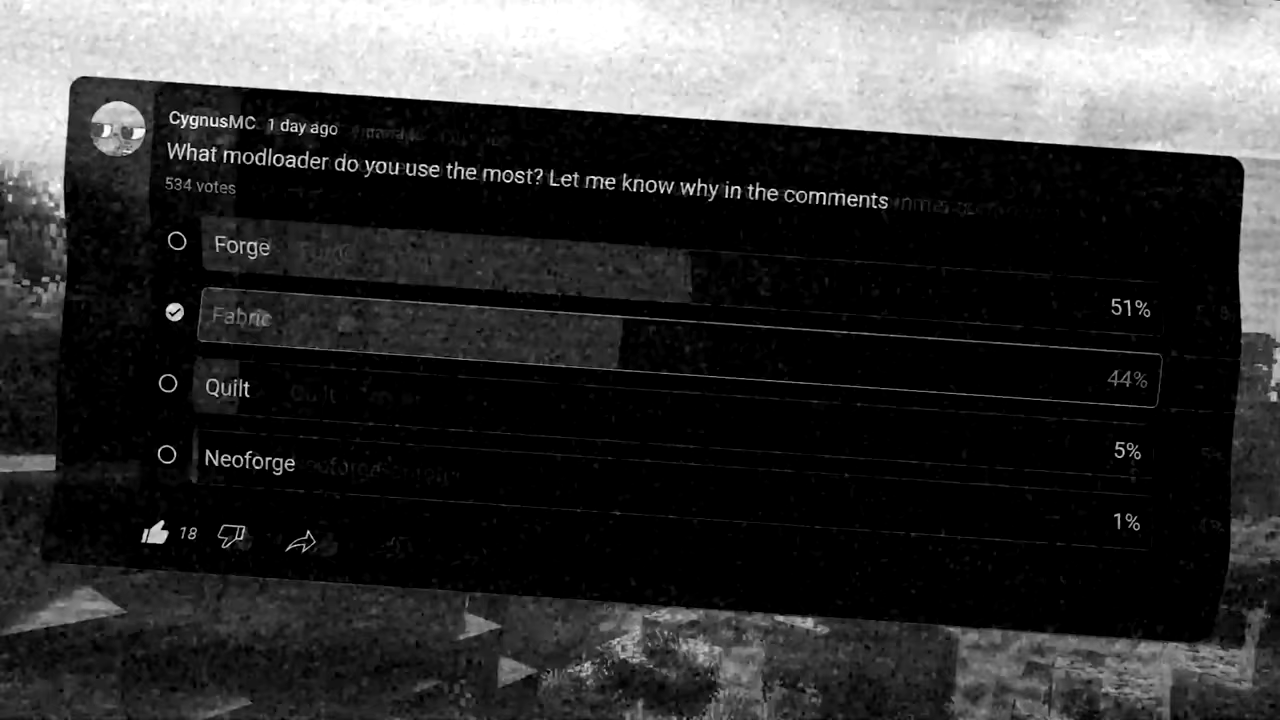 CygnusMC 1 day ago
What modloader do you use the most? Let me know why in the comments
534 votes
Forge
51%
Fabric
44%
Quilt
5%
Neoforge
1%
18